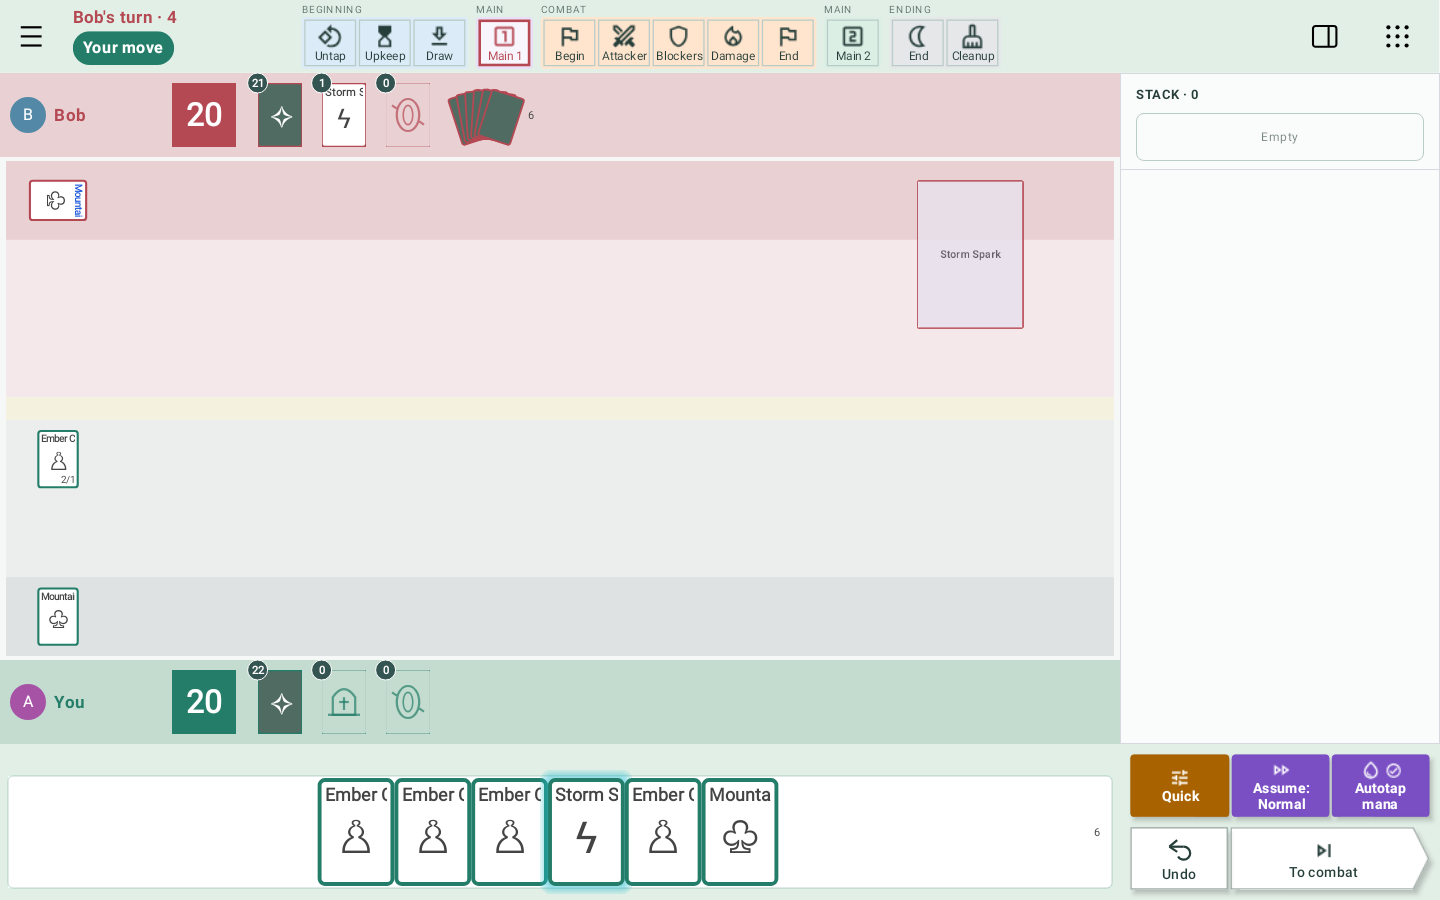 Bob's turn · 4
Your move
BEGINNING
Untap
Upkeep
Draw
MAIN
1
Main 1
COMBAT
Begin
Attacker
Blockers
Damage
End
MAIN
2
Main 2
ENDING
End
Cleanup
B
Bob
20
21
1
Storm S
0
6
STACK · 0
Empty
Mountai
Storm Spark
Ember C
2/1
Mountai
A
You
20
22
0
0
Ember C
Ember C
Ember C
Storm S
Ember C
Mounta
6
Quick
Assume:
Normal
Autotap
mana
Undo
To combat